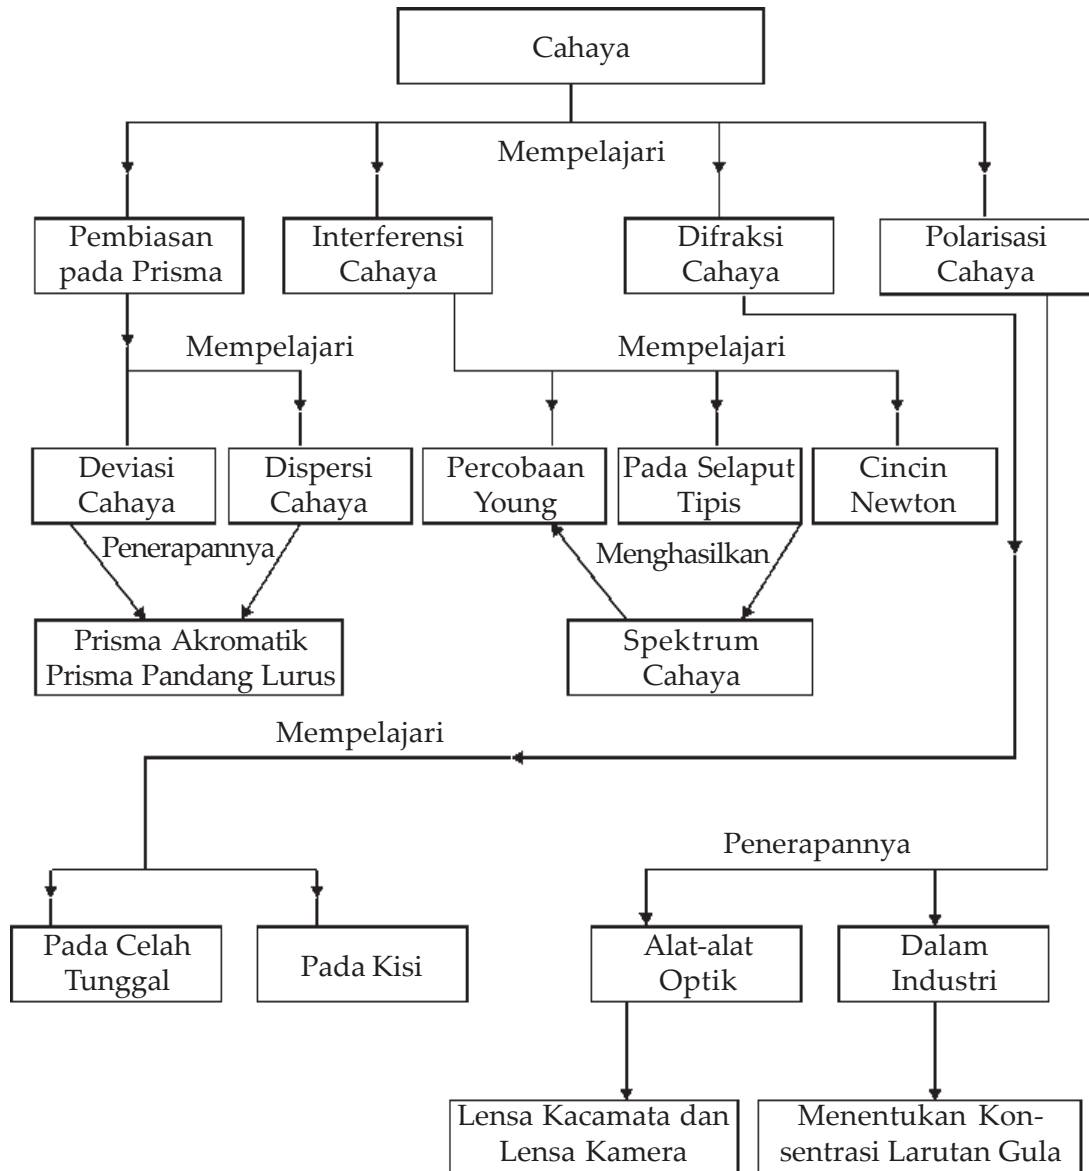 Cahaya
Mempelajari
Pembiasan
pada Prisma
Interferensi
Cahaya
Difraksi
Cahaya
Polarisasi
Cahaya
Mempelajari
Mempelajari
Deviasi
Cahaya
Dispersi
Cahaya
Percobaan
Young
Pada Selaput
Tipis
Cincin
Newton
Penerapannya
Menghasilkan
Prisma Akromatik
Prisma Pandang Lurus
Spektrum
Cahaya
Mempelajari
Penerapannya
Pada Celah
Tunggal
Pada Kisi
Alat-alat
Optik
Dalam
Industri
Lensa Kacamata dan
Lensa Kamera
Menentukan Kon-
sentrasi Larutan Gula